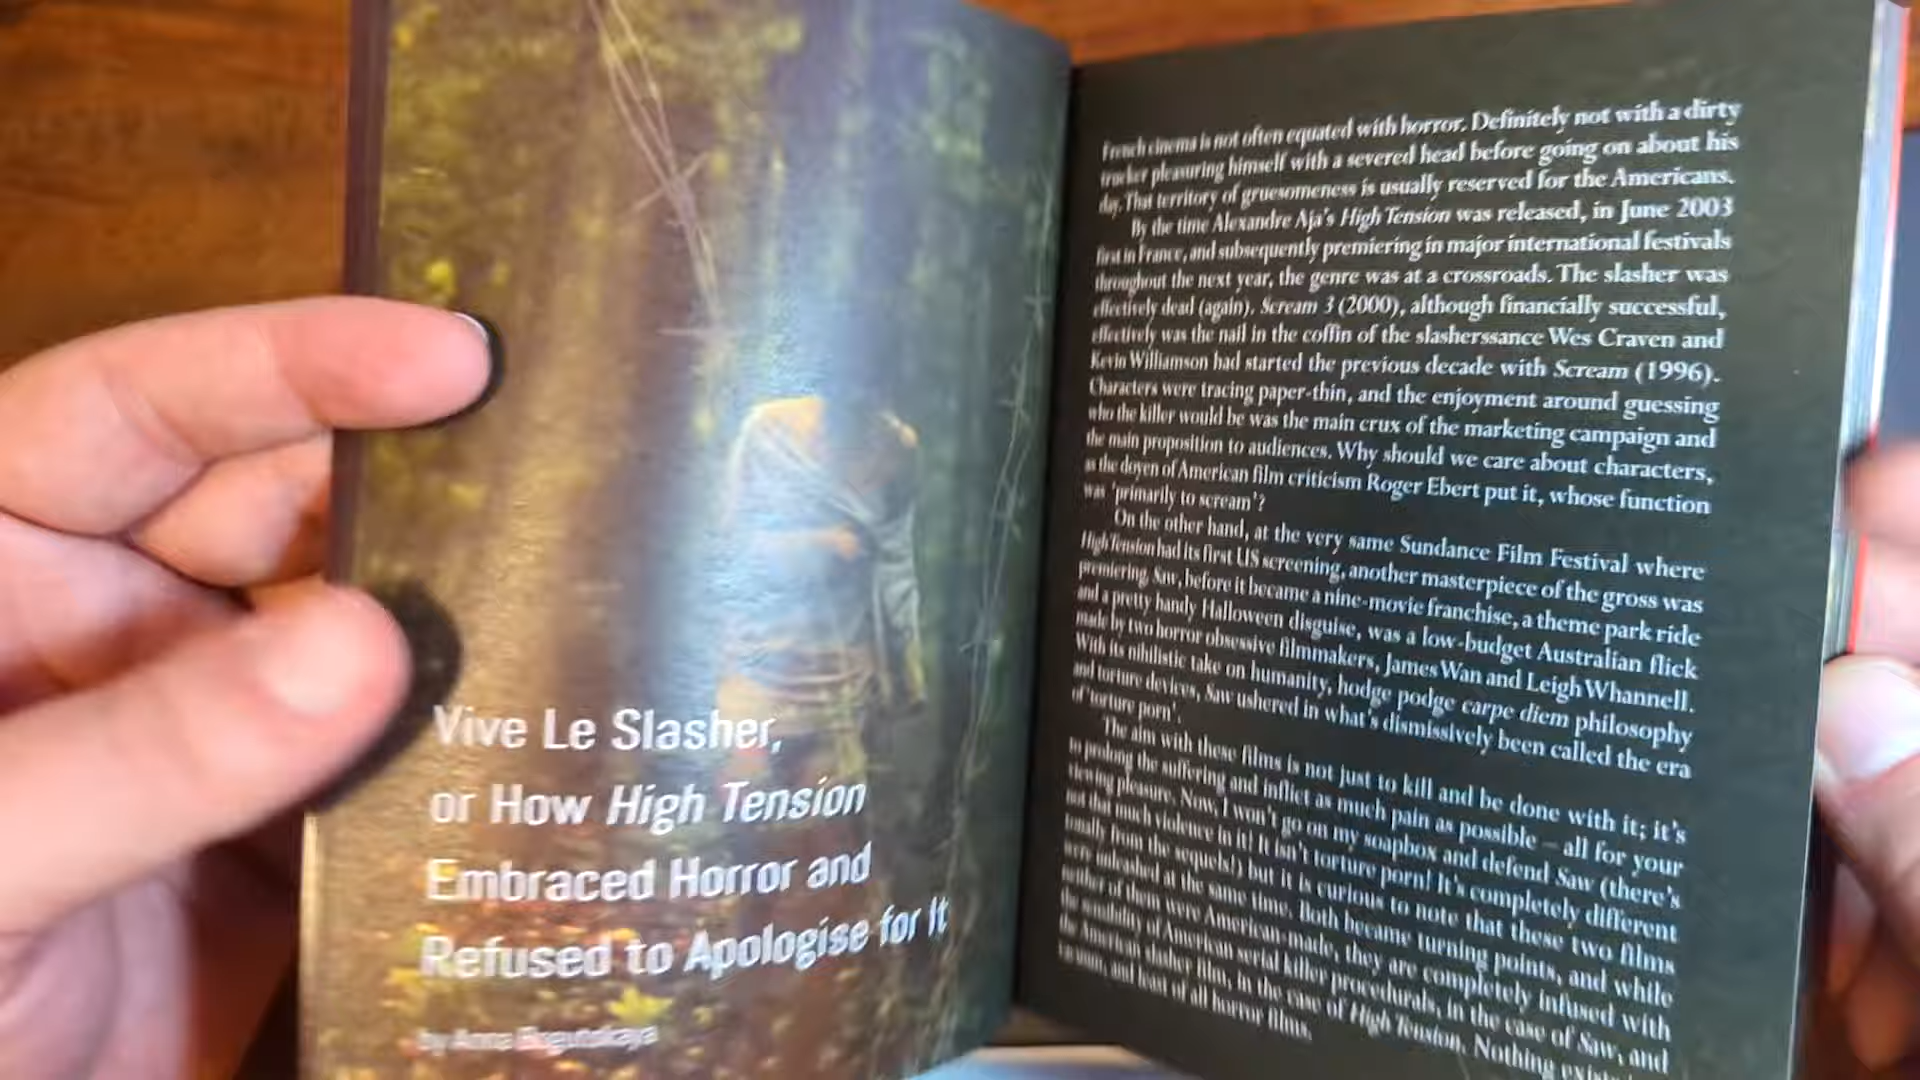 Vive Le Slasher,
or How High Tension
Embraced Horror and
Refused to Apologise for It
by Anna Bogutskaya
French cinema is not often equated with horror. Definitely not with a dirty
trucker pleasuring himself with a severed head before going on about his
day. That territory of gruesomeness is usually reserved for the Americans.
By the time Alexandre Aja's High Tension was released, in June 2003
first in France, and subsequently premiering in major international festivals
throughout the next year, the genre was at a crossroads. The slasher was
effectively dead (again). Scream 3 (2000), although financially successful,
effectively was the nail in the coffin of the slasherssance Wes Craven and
Kevin Williamson had started the previous decade with Scream (1996).
Characters were tracing paper-thin, and the enjoyment around guessing
who the killer would be was the main crux of the marketing campaign and
the main proposition to audiences. Why should we care about characters,
as the doyen of American film criticism Roger Ebert put it, whose function
was 'primarily to scream'?
On the other hand, at the very same Sundance Film Festival where
High Tension had its first US screening, another masterpiece of the gross was
premiering. Saw, before it became a nine-movie franchise, a theme park ride
and a pretty handy Halloween disguise, was a low-budget Australian flick
made by two horror obsessive filmmakers, James Wan and Leigh Whannell.
With its nihilistic take on humanity, hodge podge carpe diem philosophy
and torture devices, Saw ushered in what's dismissively been called the era
of 'torture porn'.
The aim with these films is not just to kill and be done with it; it's
to prolong the suffering and inflict as much pain as possible – all for your
viewing pleasure. Now, I won't go on my soapbox and defend Saw (there's
not that much violence in it! It isn't torture porn! It's completely different
tonally from the sequels!) but it is curious to note that these two films
were unleashed at the same time. Both became turning points, and while
neither of them were American-made, they are completely infused with
the sensibility of American serial killer procedurals, in the case of Saw, and
the American slasher film, in the case of High Tension. Nothing exists
and least of all horror films.